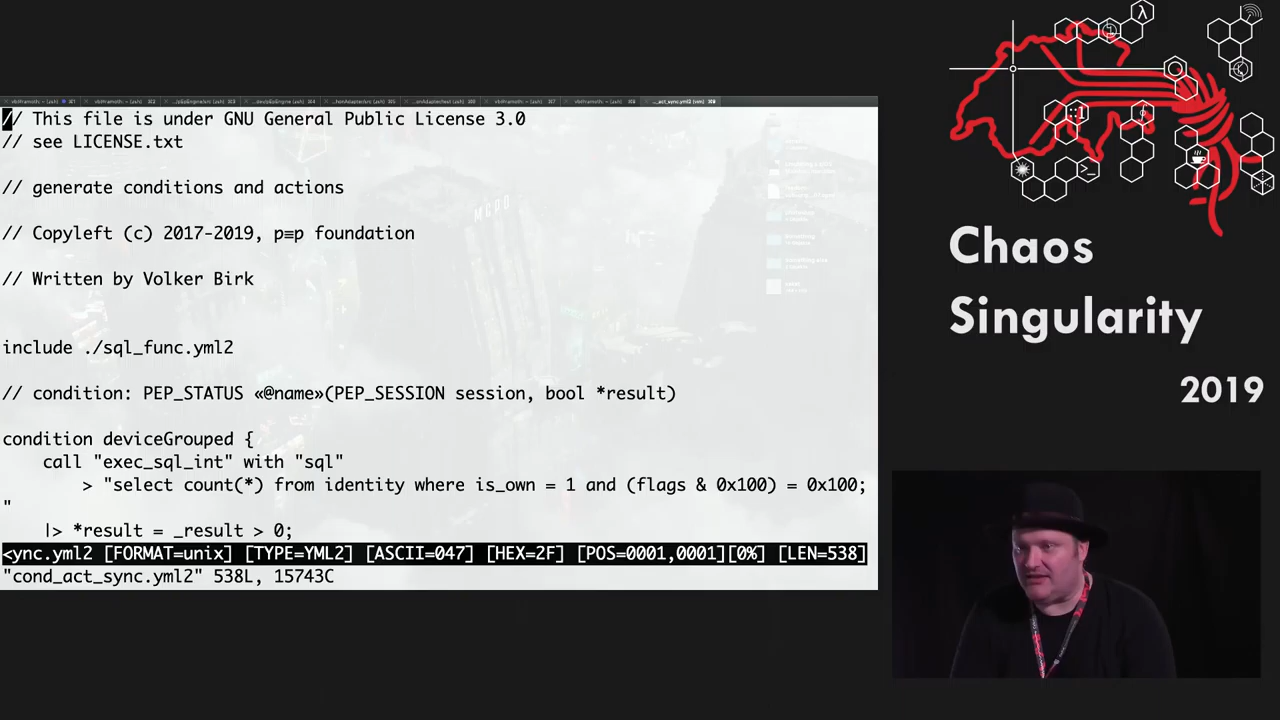 // This file is under GNU General Public License 3.0
// see LICENSE.txt
// generate conditions and actions
// Copyleft (c) 2017-2019, p≡p foundation
// Written by Volker Birk
include ./sql_func.yml2
// condition: PEP_STATUS «@name»(PEP_SESSION session, bool *result)
condition deviceGrouped {
call "exec_sql_int" with "sql"
> "select count(*) from identity where is_own = 1 and (flags & 0x100) = 0x100;
"
|> *result = _result > 0;
<ync.yml2 [FORMAT=unix] [TYPE=YML2] [ASCII=047] [HEX=2F] [POS=0001,0001][0%] [LEN=538]
"cond_act_sync.yml2" 538L, 15743C
Chaos
Singularity
2019